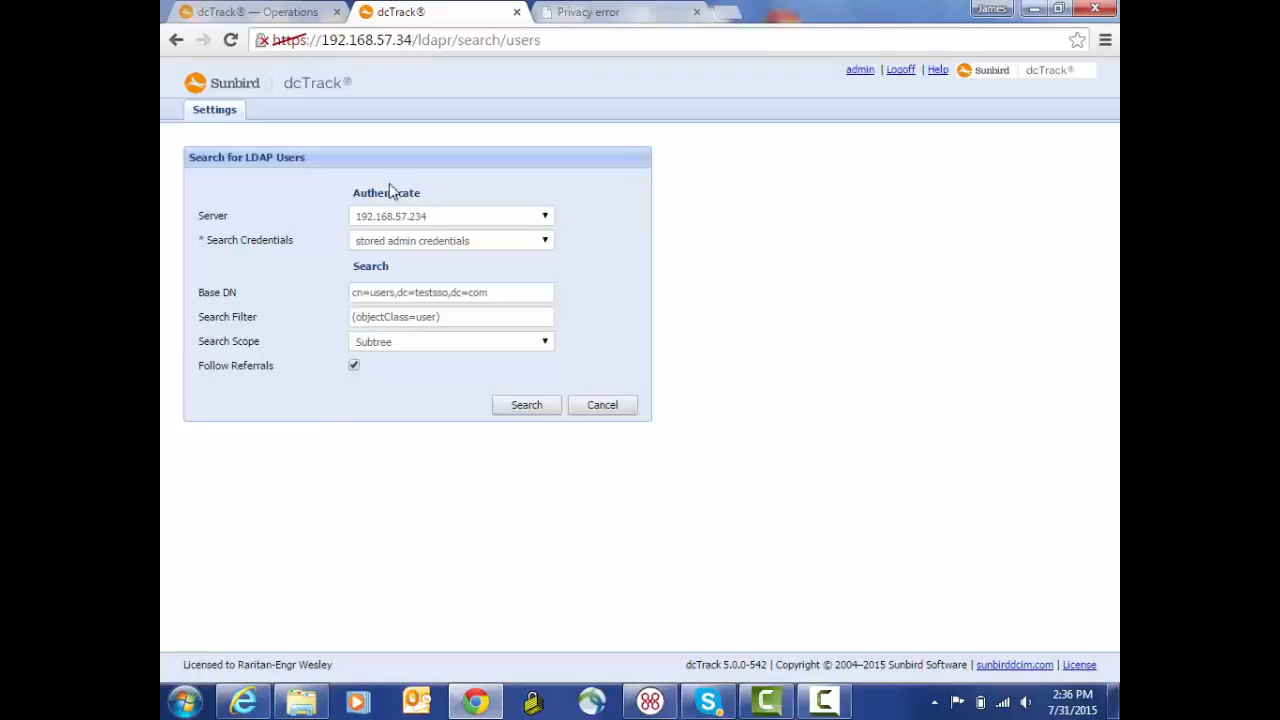 dcTrack® — Operations
dcTrack®
Privacy error
James
https://192.168.57.34/ldapr/search/users
admin | Logoff | Help
Sunbird | dcTrack®
Sunbird | dcTrack®
Settings
Search for LDAP Users
Authenticate
Server 192.168.57.234
* Search Credentials stored admin credentials
Search
Base DN cn=users,dc=testsso,dc=com
Search Filter (objectClass=user)
Search Scope Subtree
Follow Referrals
Search Cancel
Licensed to Raritan-Engr Wesley
dcTrack 5.0.0-542 | Copyright © 2004–2015 Sunbird Software | sunbirddcim.com | License
2:36 PM
7/31/2015